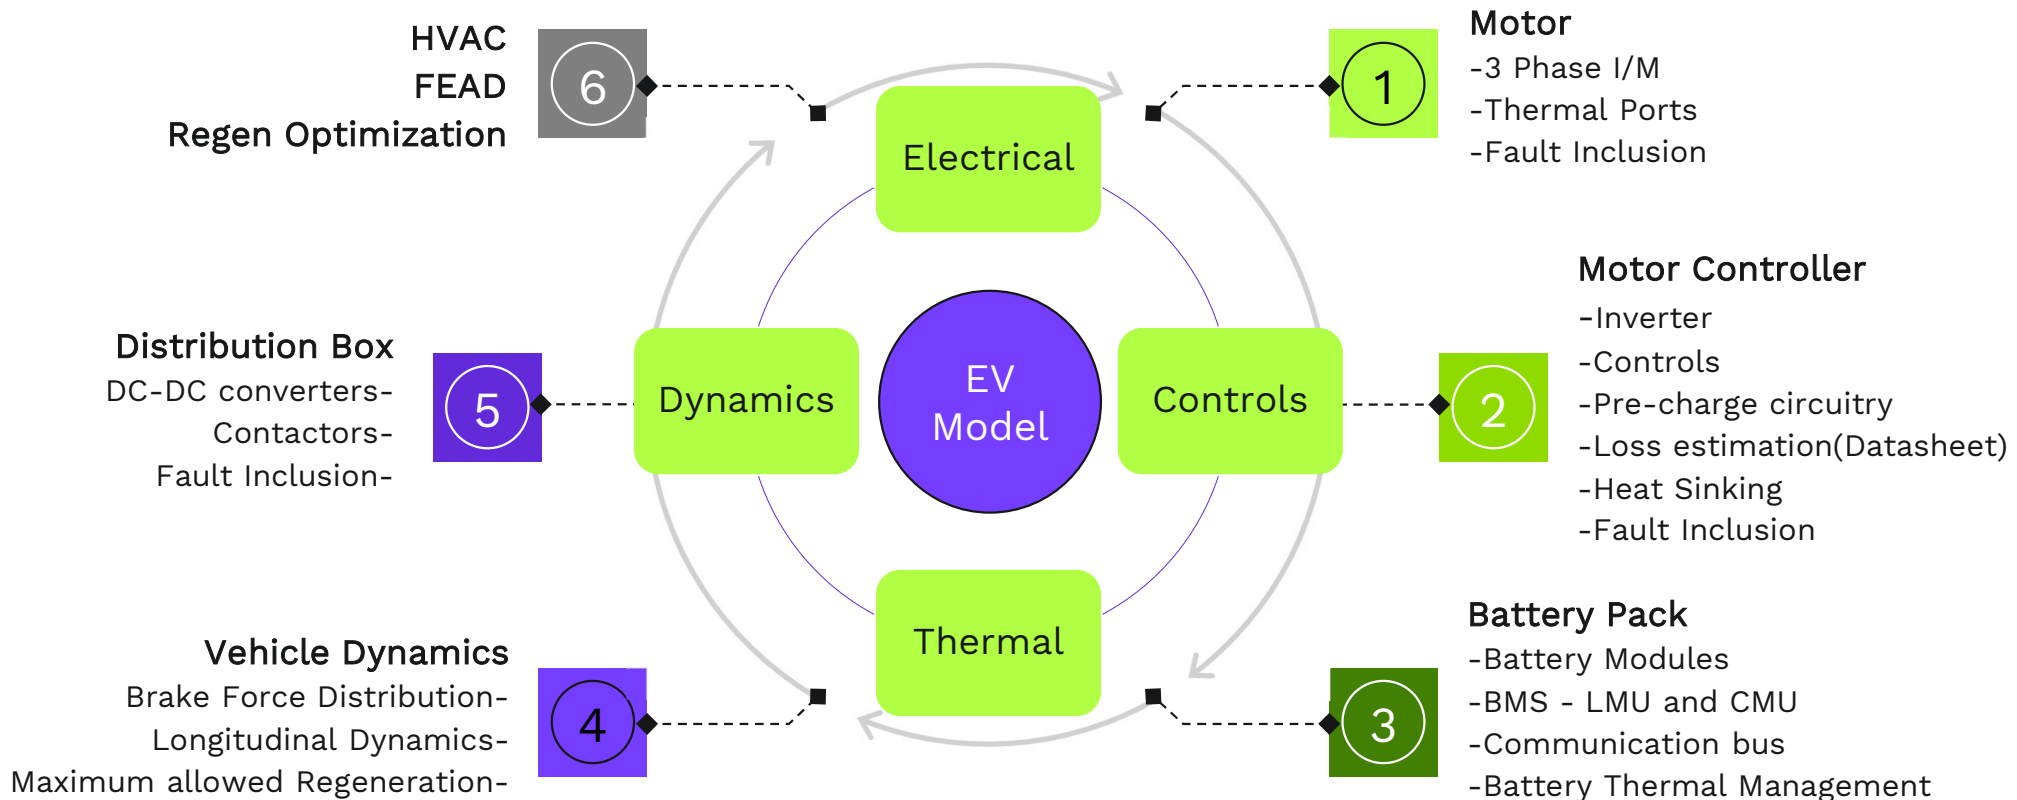 HVAC
FEAD
Regen Optimization
6
1
Motor
-3 Phase I/M
-Thermal Ports
-Fault Inclusion
Electrical
Motor Controller
-Inverter
-Controls
-Pre-charge circuitry
-Loss estimation(Datasheet)
-Heat Sinking
-Fault Inclusion
2
Distribution Box
DC-DC converters-
Contactors-
Fault Inclusion-
5
Dynamics
EV
Model
Controls
Thermal
Battery Pack
-Battery Modules
-BMS - LMU and CMU
-Communication bus
-Battery Thermal Management
3
Vehicle Dynamics
Brake Force Distribution-
Longitudinal Dynamics-
Maximum allowed Regeneration-
4